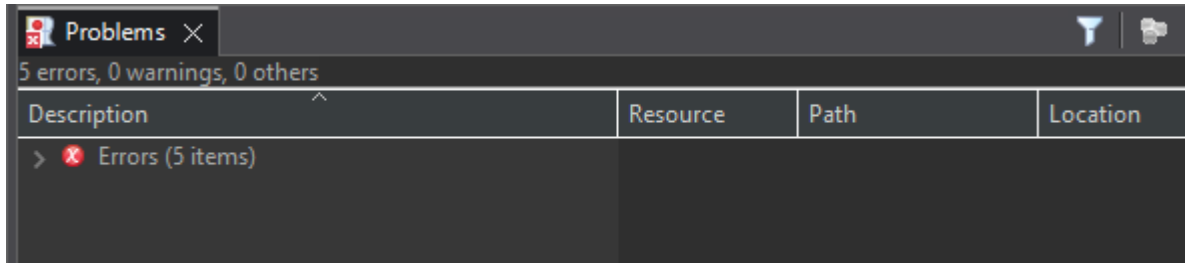 Problems
5 errors, 0 warnings, 0 others
Description Resource Path Location
Errors (5 items)